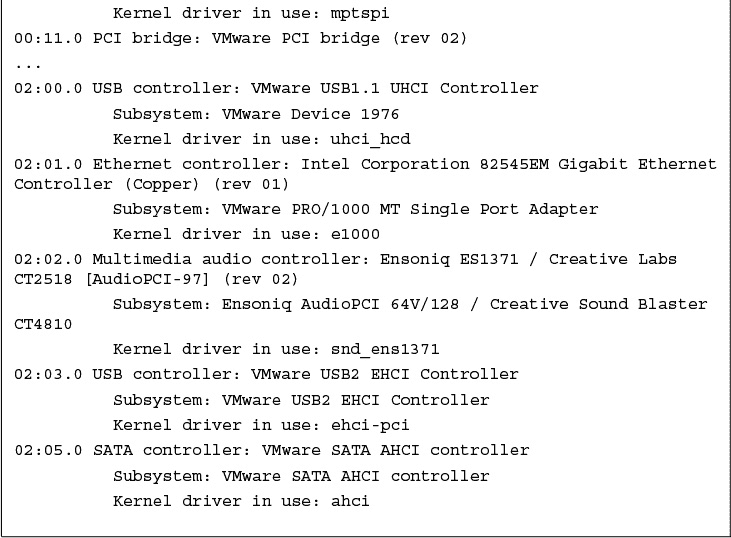 Kernel driver in use: mptspi
00:11.0 PCI bridge: VMware PCI bridge (rev 02)
...
02:00.0 USB controller: VMware USB1.1 UHCI Controller
Subsystem: VMware Device 1976
Kernel driver in use: uhci_hcd
02:01.0 Ethernet controller: Intel Corporation 82545EM Gigabit Ethernet
Controller (Copper) (rev 01)
Subsystem: VMware PRO/1000 MT Single Port Adapter
Kernel driver in use: e1000
02:02.0 Multimedia audio controller: Ensoniq ES1371 / Creative Labs
CT2518 [AudioPCI-97] (rev 02)
Subsystem: Ensoniq AudioPCI 64V/128 / Creative Sound Blaster
CT4810
Kernel driver in use: snd_ens1371
02:03.0 USB controller: VMware USB2 EHCI Controller
Subsystem: VMware USB2 EHCI Controller
Kernel driver in use: ehci-pci
02:05.0 SATA controller: VMware SATA AHCI controller
Subsystem: VMware SATA AHCI controller
Kernel driver in use: ahci